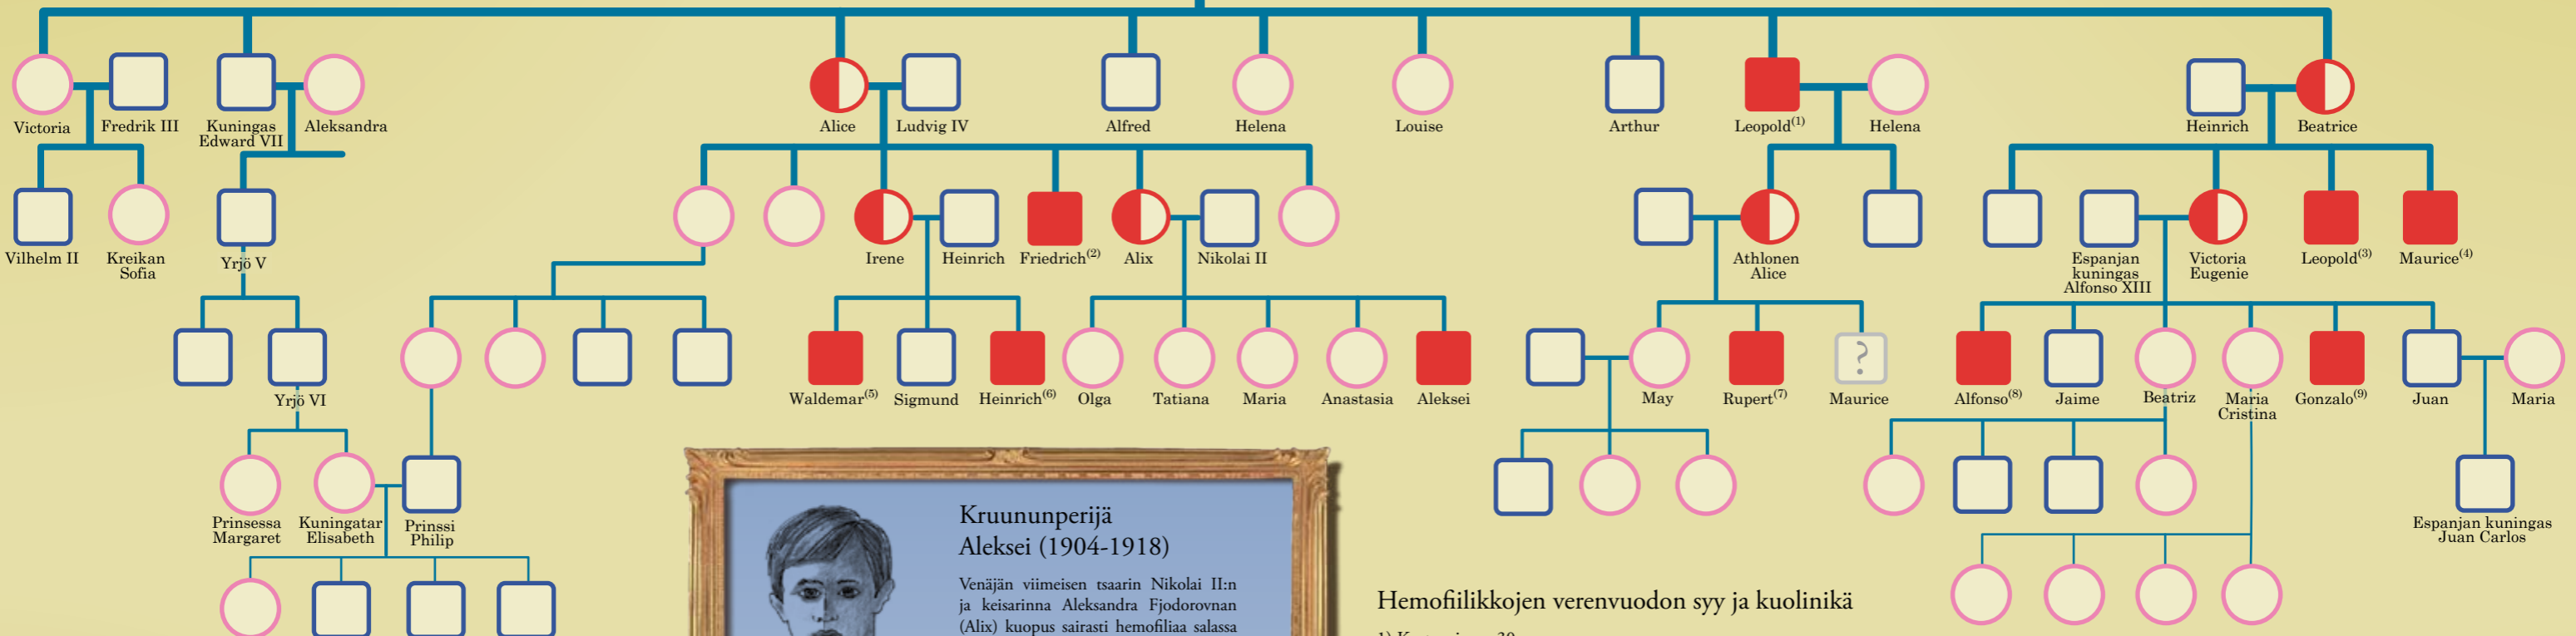 Victoria
Fredrik III
Kuningas
Edward VII
Aleksandra
Alice
Ludvig IV
Alfred
Helena
Louise
Arthur
Leopold(1)
Helena
Heinrich
Beatrice
Vilhelm II
Kreikan
Sofia
Yrjö V
Irene
Heinrich
Friedrich(2)
Alix
Nikolai II
Athlonen
Alice
Espanjan
kuningas
Alfonso XIII
Victoria
Eugenie
Leopold(3)
Maurice(4)
Yrjö VI
Waldemar(5)
Sigmund
Heinrich(6)
Olga
Tatiana
Maria
Anastasia
Aleksei
May
Rupert(7)
?
Maurice
Alfonso(8)
Jaime
Beatriz
Maria
Cristina
Gonzalo(9)
Juan
Maria
Prinsessa
Margaret
Kuningatar
Elisabeth
Prinssi
Philip
Espanjan kuningas
Juan Carlos
Kruununperijä
Aleksei (1904-1918)
Venäjän viimeisen tsaarin Nikolai II:n
ja keisarinna Aleksandra Fjodorovnan
(Alix) kuopus sairasti hemofiliaa salassa
Hemofiilikkojen verenvuodon syy ja kuolinikä